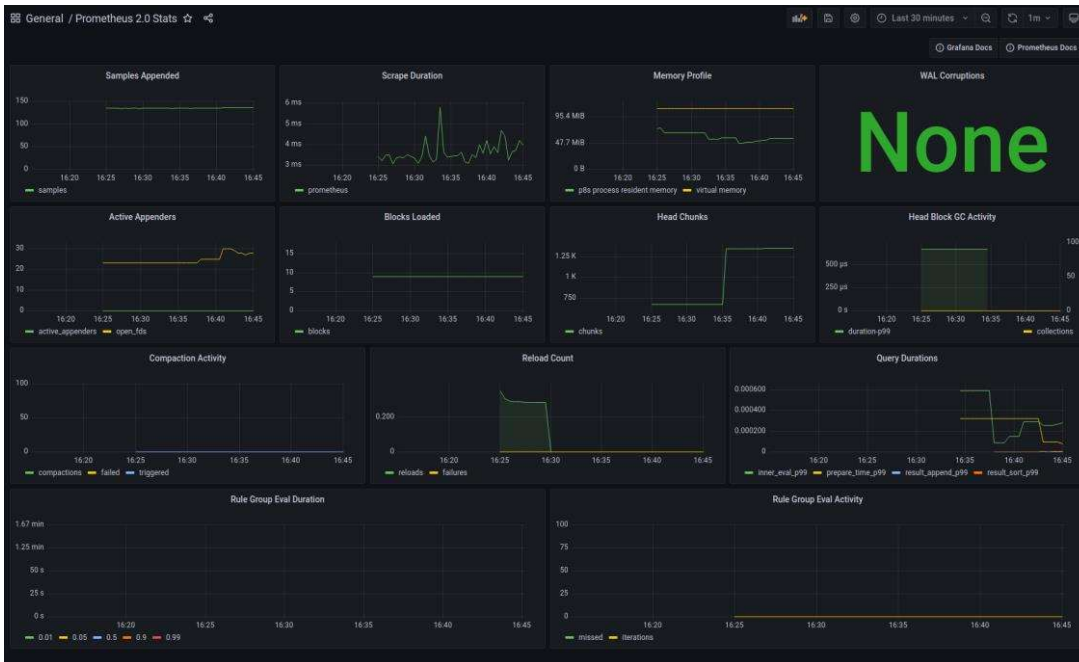 General / Prometheus 2.0 Stats
Last 30 minutes
1m
Grafana Docs
Prometheus Docs
Samples Appended
150
100
50
0
16:20 16:25 16:30 16:35 16:40 16:45
samples
Scrape Duration
6 ms
5 ms
4 ms
3 ms
16:20 16:25 16:30 16:35 16:40 16:45
prometheus
Memory Profile
95.4 MiB
47.7 MiB
0 B
16:20 16:25 16:30 16:35 16:40 16:45
p8s process resident memory virtual memory
WAL Corruptions
None
Active Appenders
30
20
10
0
16:20 16:25 16:30 16:35 16:40 16:45
active_appenders open_fds
Blocks Loaded
15
10
5
0
16:20 16:25 16:30 16:35 16:40 16:45
blocks
Head Chunks
1.25 K
1 K
750
16:20 16:25 16:30 16:35 16:40 16:45
chunks
Head Block GC Activity
500 µs
250 µs
0 s
100
50
0
16:20 16:25 16:30 16:35 16:40 16:45
duration-p99 collections
Compaction Activity
100
50
0
16:20 16:25 16:30 16:35 16:40 16:45
compactions failed triggered
Reload Count
0.200
0
16:20 16:25 16:30 16:35 16:40 16:45
reloads failures
Query Durations
0.000600
0.000400
0.000200
0
16:20 16:25 16:30 16:35 16:40 16:45
inner_eval_p99 prepare_time_p99 result_append_p99 result_sort_p99
Rule Group Eval Duration
1.67 min
1.25 min
50 s
25 s
0 s
16:20 16:25 16:30 16:35 16:40 16:45
0.01 0.05 0.5 0.9 0.99
Rule Group Eval Activity
100
75
50
25
0
16:20 16:25 16:30 16:35 16:40 16:45
missed iterations